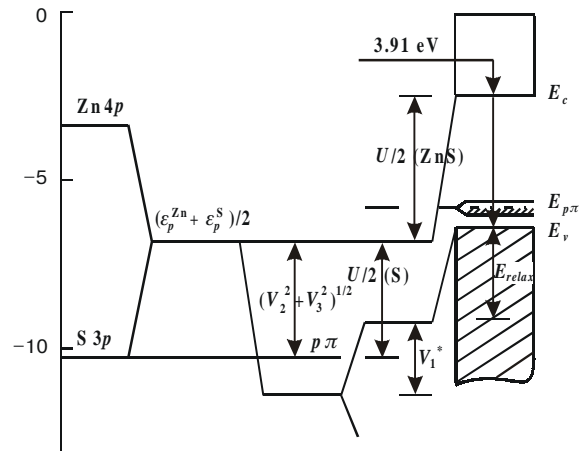 0
3.91 eV
E_c
Zn 4p
U/2 (ZnS)
−5
E_pπ
(ε_p^Zn + ε_p^S)/2
E_v
U/2 (S)
E_relax
(V_2^2 + V_3^2)^1/2
S 3p
pπ
−10
V_1^*